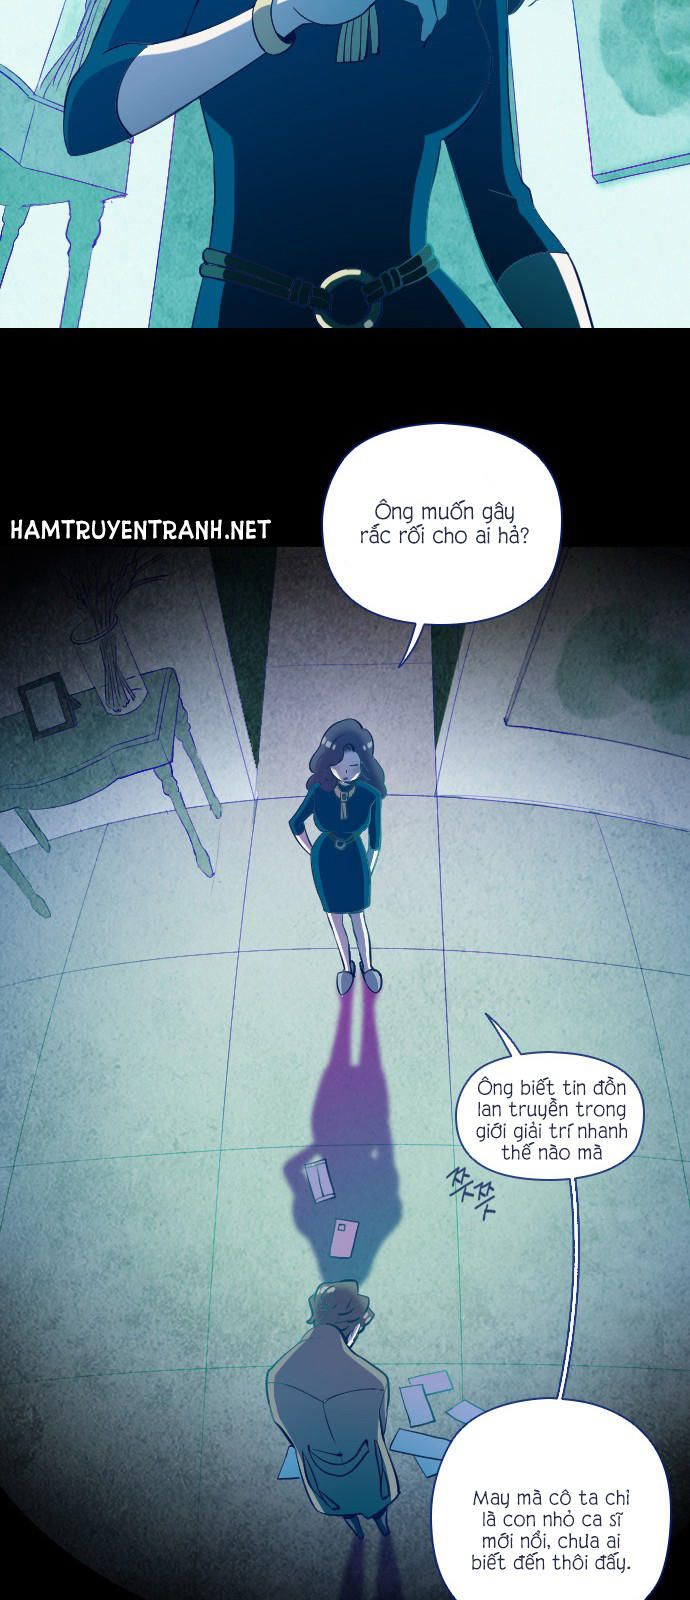 Ông muốn gây
rắc rối cho ai hả?
HAMTRUYENTRANH.NET
Ông biết tin đồn
lan truyền trong
giới giải trí nhanh
thế nào mà
쯧쯧
May mà cô ta chỉ
là con nhỏ ca sĩ
mới nổi, chưa ai
biết đến thôi đấy.